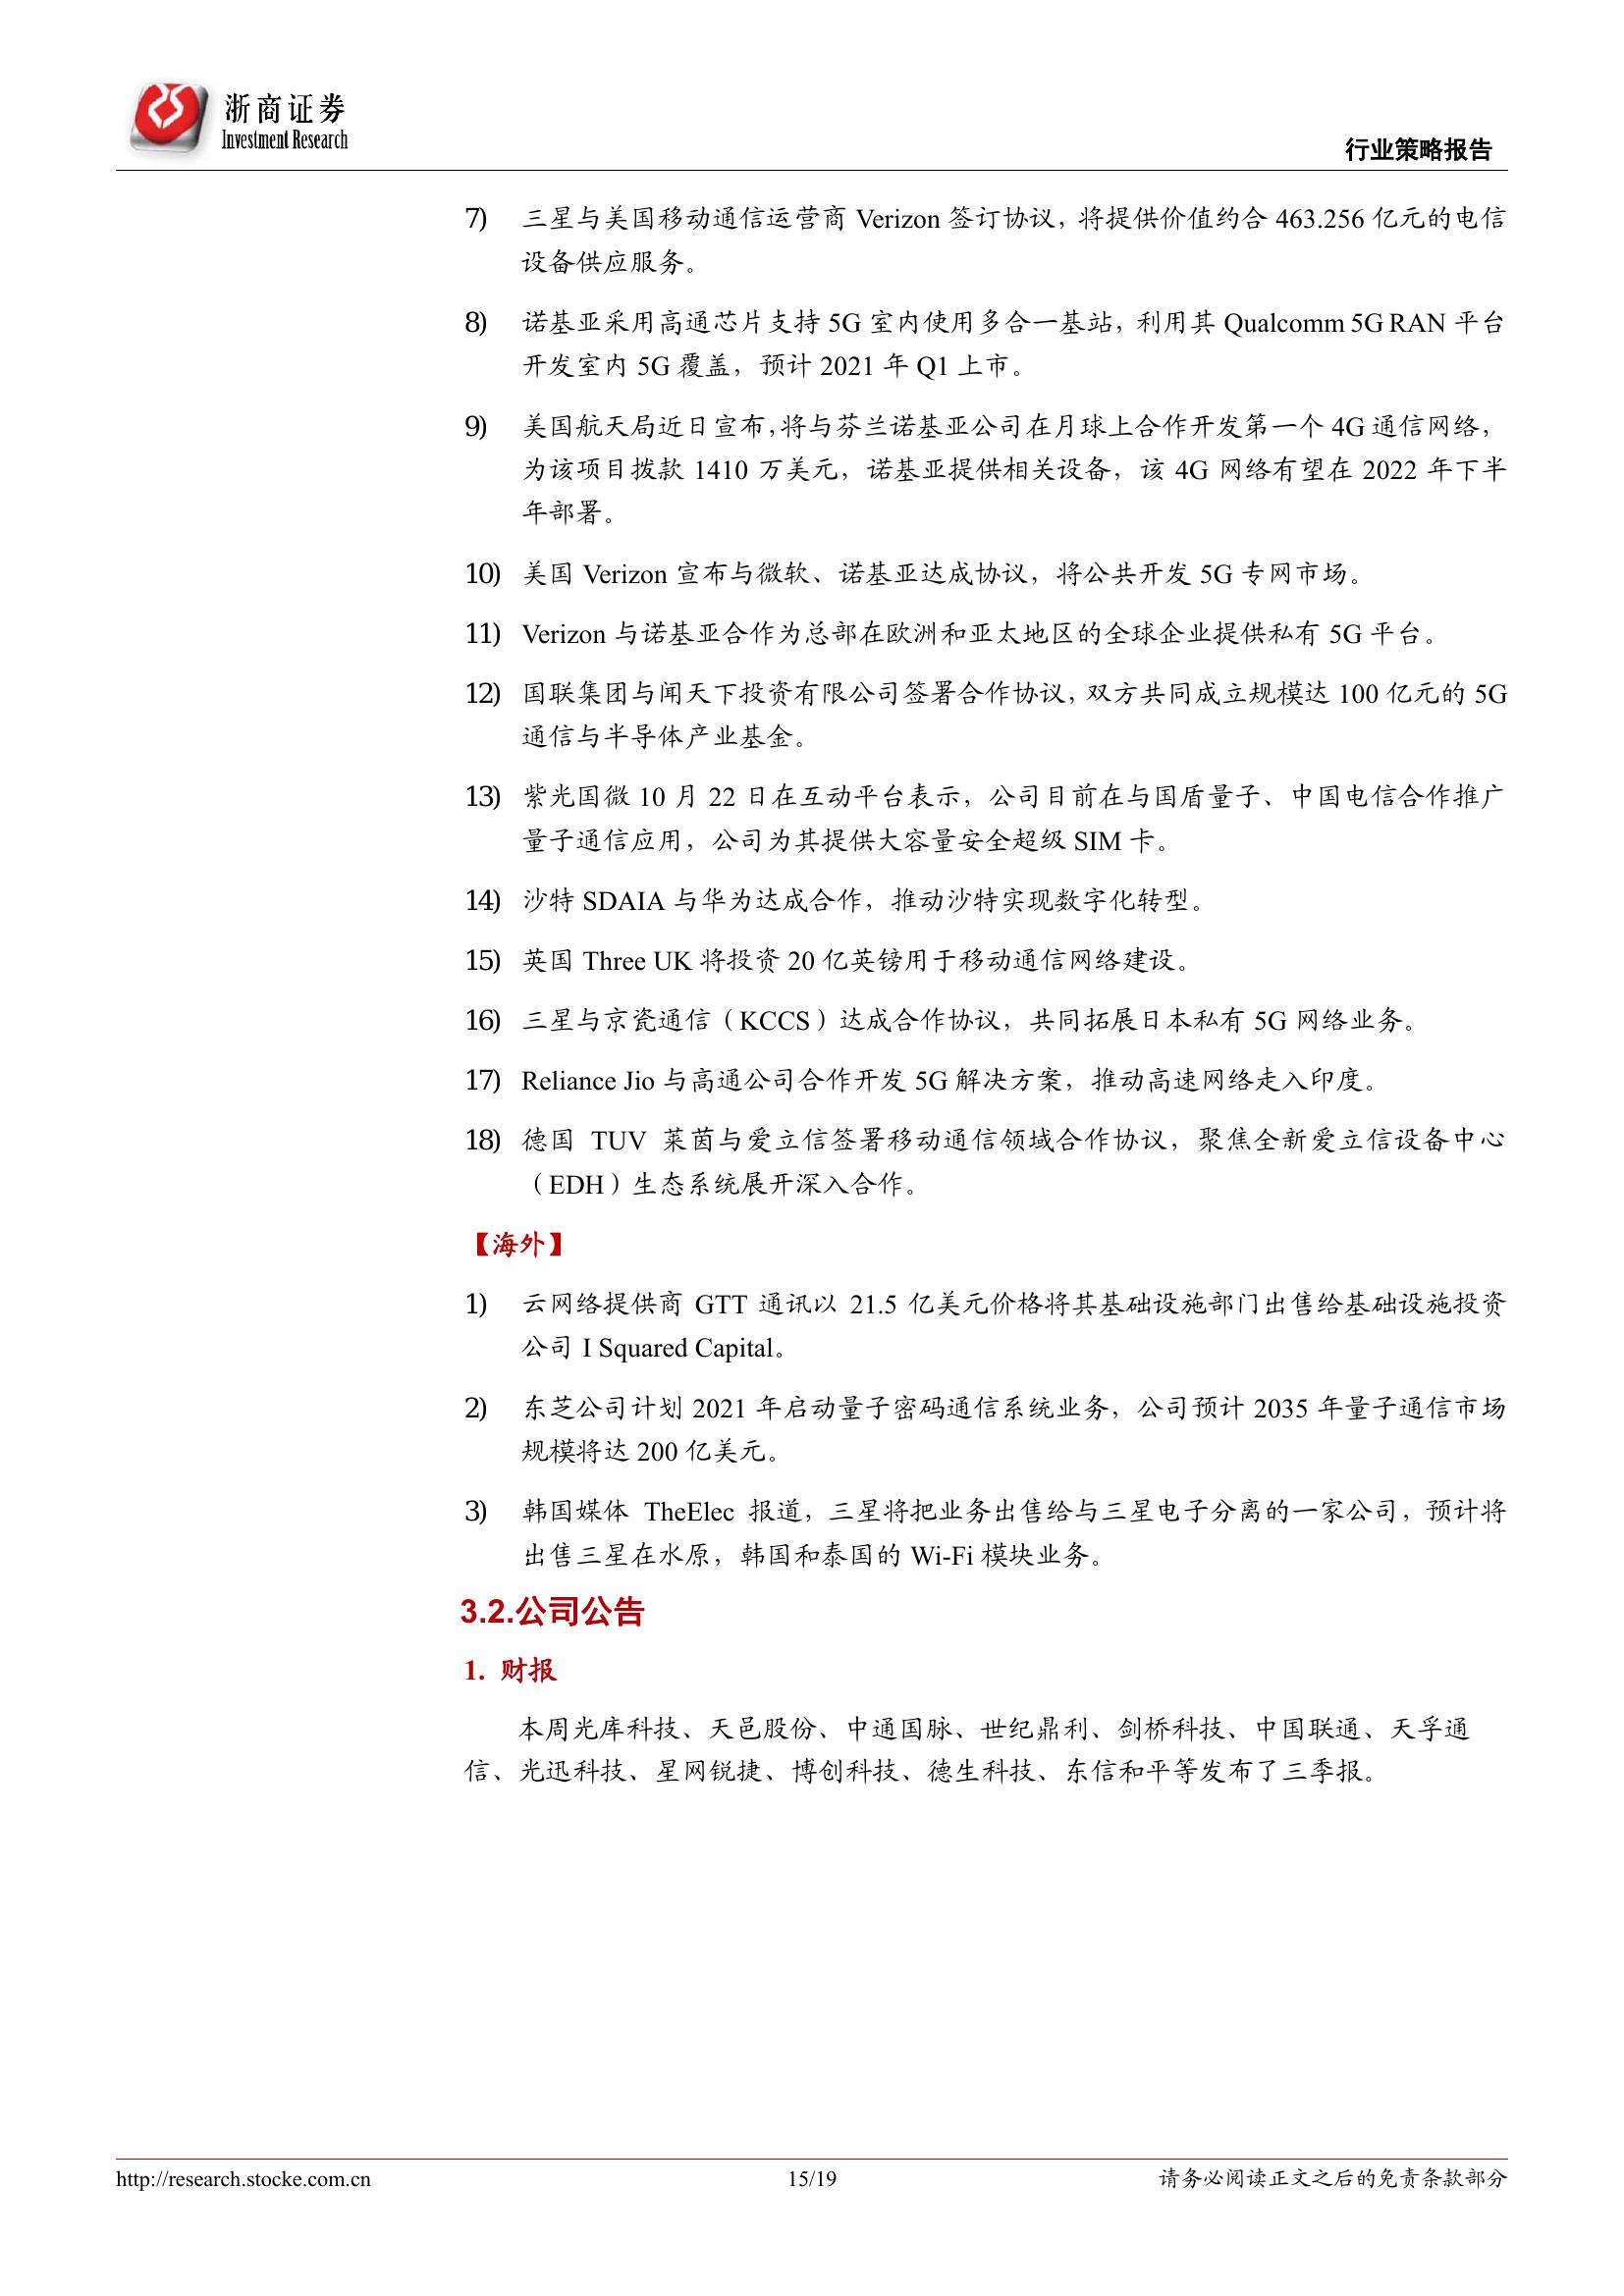 浙商证券
Investment Research
行业策略报告
7) 三星与美国移动通信运营商 Verizon 签订协议，将提供价值约合 463.256 亿元的电信
设备供应服务。
8) 诺基亚采用高通芯片支持 5G 室内使用多合一基站，利用其 Qualcomm 5G RAN 平台
开发室内 5G 覆盖，预计 2021 年 Q1 上市。
9) 美国航天局近日宣布，将与芬兰诺基亚公司在月球上合作开发第一个 4G 通信网络，
为该项目拨款 1410 万美元，诺基亚提供相关设备，该 4G 网络有望在 2022 年下半
年部署。
10) 美国 Verizon 宣布与微软、诺基亚达成协议，将公共开发 5G 专网市场。
11) Verizon 与诺基亚合作为总部在欧洲和亚太地区的全球企业提供私有 5G 平台。
12) 国联集团与闻天下投资有限公司签署合作协议，双方共同成立规模达 100 亿元的 5G
通信与半导体产业基金。
13) 紫光国微 10 月 22 日在互动平台表示，公司目前在与国盾量子、中国电信合作推广
量子通信应用，公司为其提供大容量安全超级 SIM 卡。
14) 沙特 SDAIA 与华为达成合作，推动沙特实现数字化转型。
15) 英国 Three UK 将投资 20 亿英镑用于移动通信网络建设。
16) 三星与京瓷通信（KCCS）达成合作协议，共同拓展日本私有 5G 网络业务。
17) Reliance Jio 与高通公司合作开发 5G 解决方案，推动高速网络走入印度。
18) 德国 TUV 莱茵与爱立信签署移动通信领域合作协议，聚焦全新爱立信设备中心
（EDH）生态系统展开深入合作。
【海外】
1) 云网络提供商 GTT 通讯以 21.5 亿美元价格将其基础设施部门出售给基础设施投资
公司 I Squared Capital。
2) 东芝公司计划 2021 年启动量子密码通信系统业务，公司预计 2035 年量子通信市场
规模将达 200 亿美元。
3) 韩国媒体 TheElec 报道，三星将把业务出售给与三星电子分离的一家公司，预计将
出售三星在水原，韩国和泰国的 Wi-Fi 模块业务。
3.2.公司公告
1. 财报
本周光库科技、天邑股份、中通国脉、世纪鼎利、剑桥科技、中国联通、天孚通
信、光迅科技、星网锐捷、博创科技、德生科技、东信和平等发布了三季报。
http://research.stocke.com.cn
15/19
请务必阅读正文之后的免责条款部分